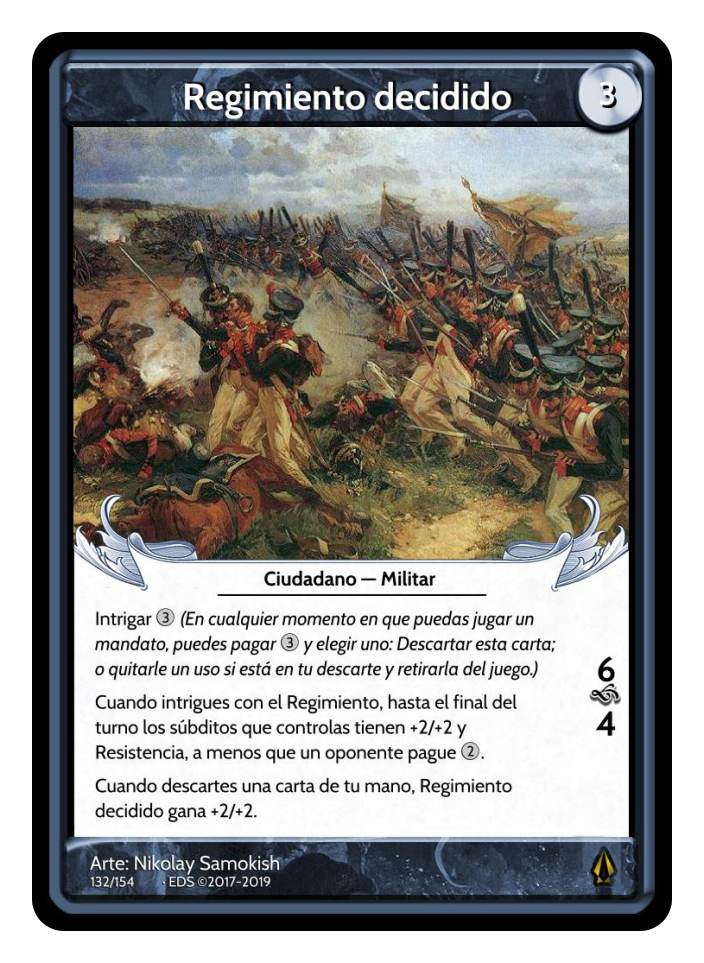 Regimiento decidido
3
Ciudadano — Militar
Intrigar ③ (En cualquier momento en que puedas jugar un
mandato, puedes pagar ③ y elegir uno: Descartar esta carta;
o quitarle un uso si está en tu descarte y retirarla del juego.)
Cuando intrigues con el Regimiento, hasta el final del
turno los súbditos que controlas tienen +2/+2 y
Resistencia, a menos que un oponente pague ②.
Cuando descartes una carta de tu mano, Regimiento
decidido gana +2/+2.
6
4
Arte: Nikolay Samokish
132/154 · EDS ©2017-2019